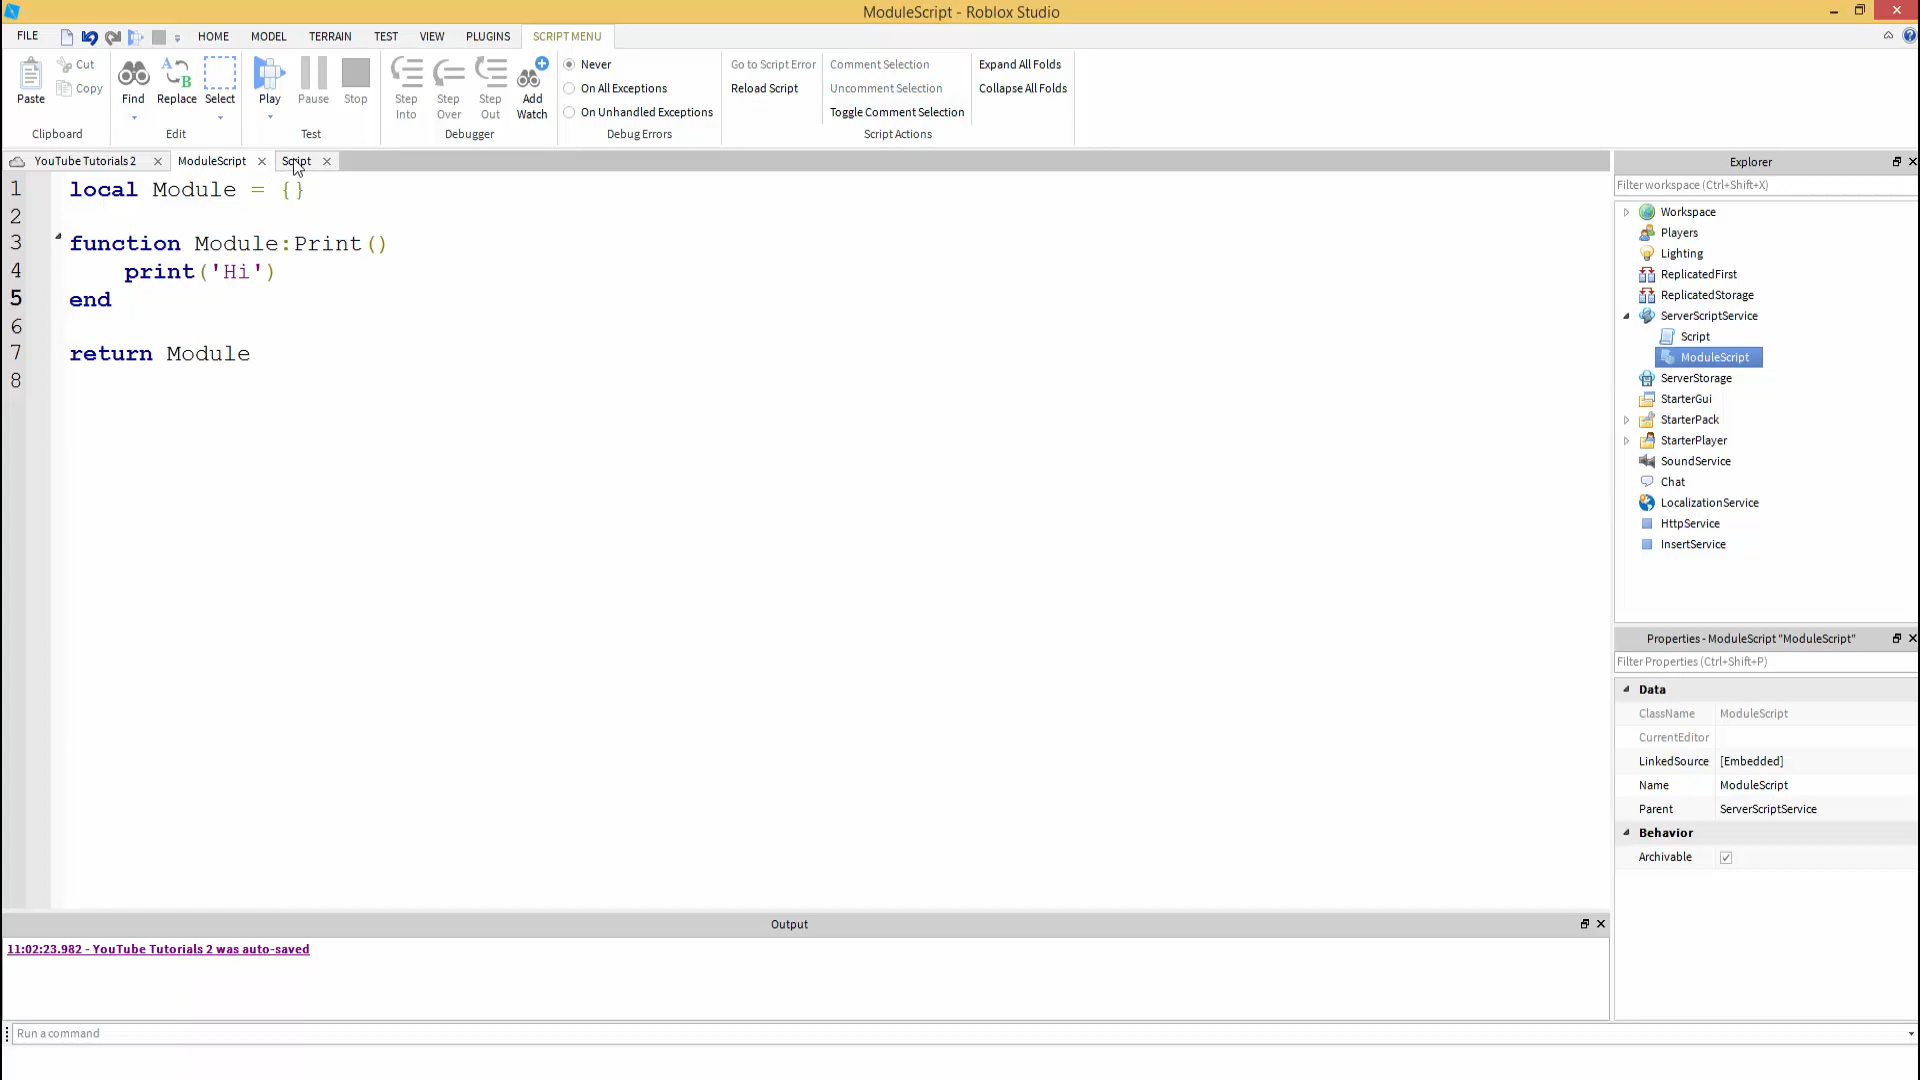 ModuleScript - Roblox Studio
FILE HOME MODEL TERRAIN TEST VIEW PLUGINS SCRIPT MENU
Paste Cut Copy Clipboard
Find Replace Select Edit
Play Pause Stop Test
Step Into Step Over Step Out Add Watch Debugger
Never
On All Exceptions
On Unhandled Exceptions
Debug Errors
Go to Script Error
Reload Script
Comment Selection
Uncomment Selection
Toggle Comment Selection
Expand All Folds
Collapse All Folds
Script Actions
YouTube Tutorials 2 ModuleScript Script
1 local Module = {}
2
3 function Module:Print()
4 print('Hi')
5 end
6
7 return Module
8
Explorer
Filter workspace (Ctrl+Shift+X)
Workspace
Players
Lighting
ReplicatedFirst
ReplicatedStorage
ServerScriptService
Script
ModuleScript
ServerStorage
StarterGui
StarterPack
StarterPlayer
SoundService
Chat
LocalizationService
HttpService
InsertService
Properties - ModuleScript "ModuleScript"
Filter Properties (Ctrl+Shift+P)
Data
ClassName ModuleScript
CurrentEditor
LinkedSource [Embedded]
Name ModuleScript
Parent ServerScriptService
Behavior
Archivable
Output
11:02:23.982 - YouTube Tutorials 2 was auto-saved
Run a command